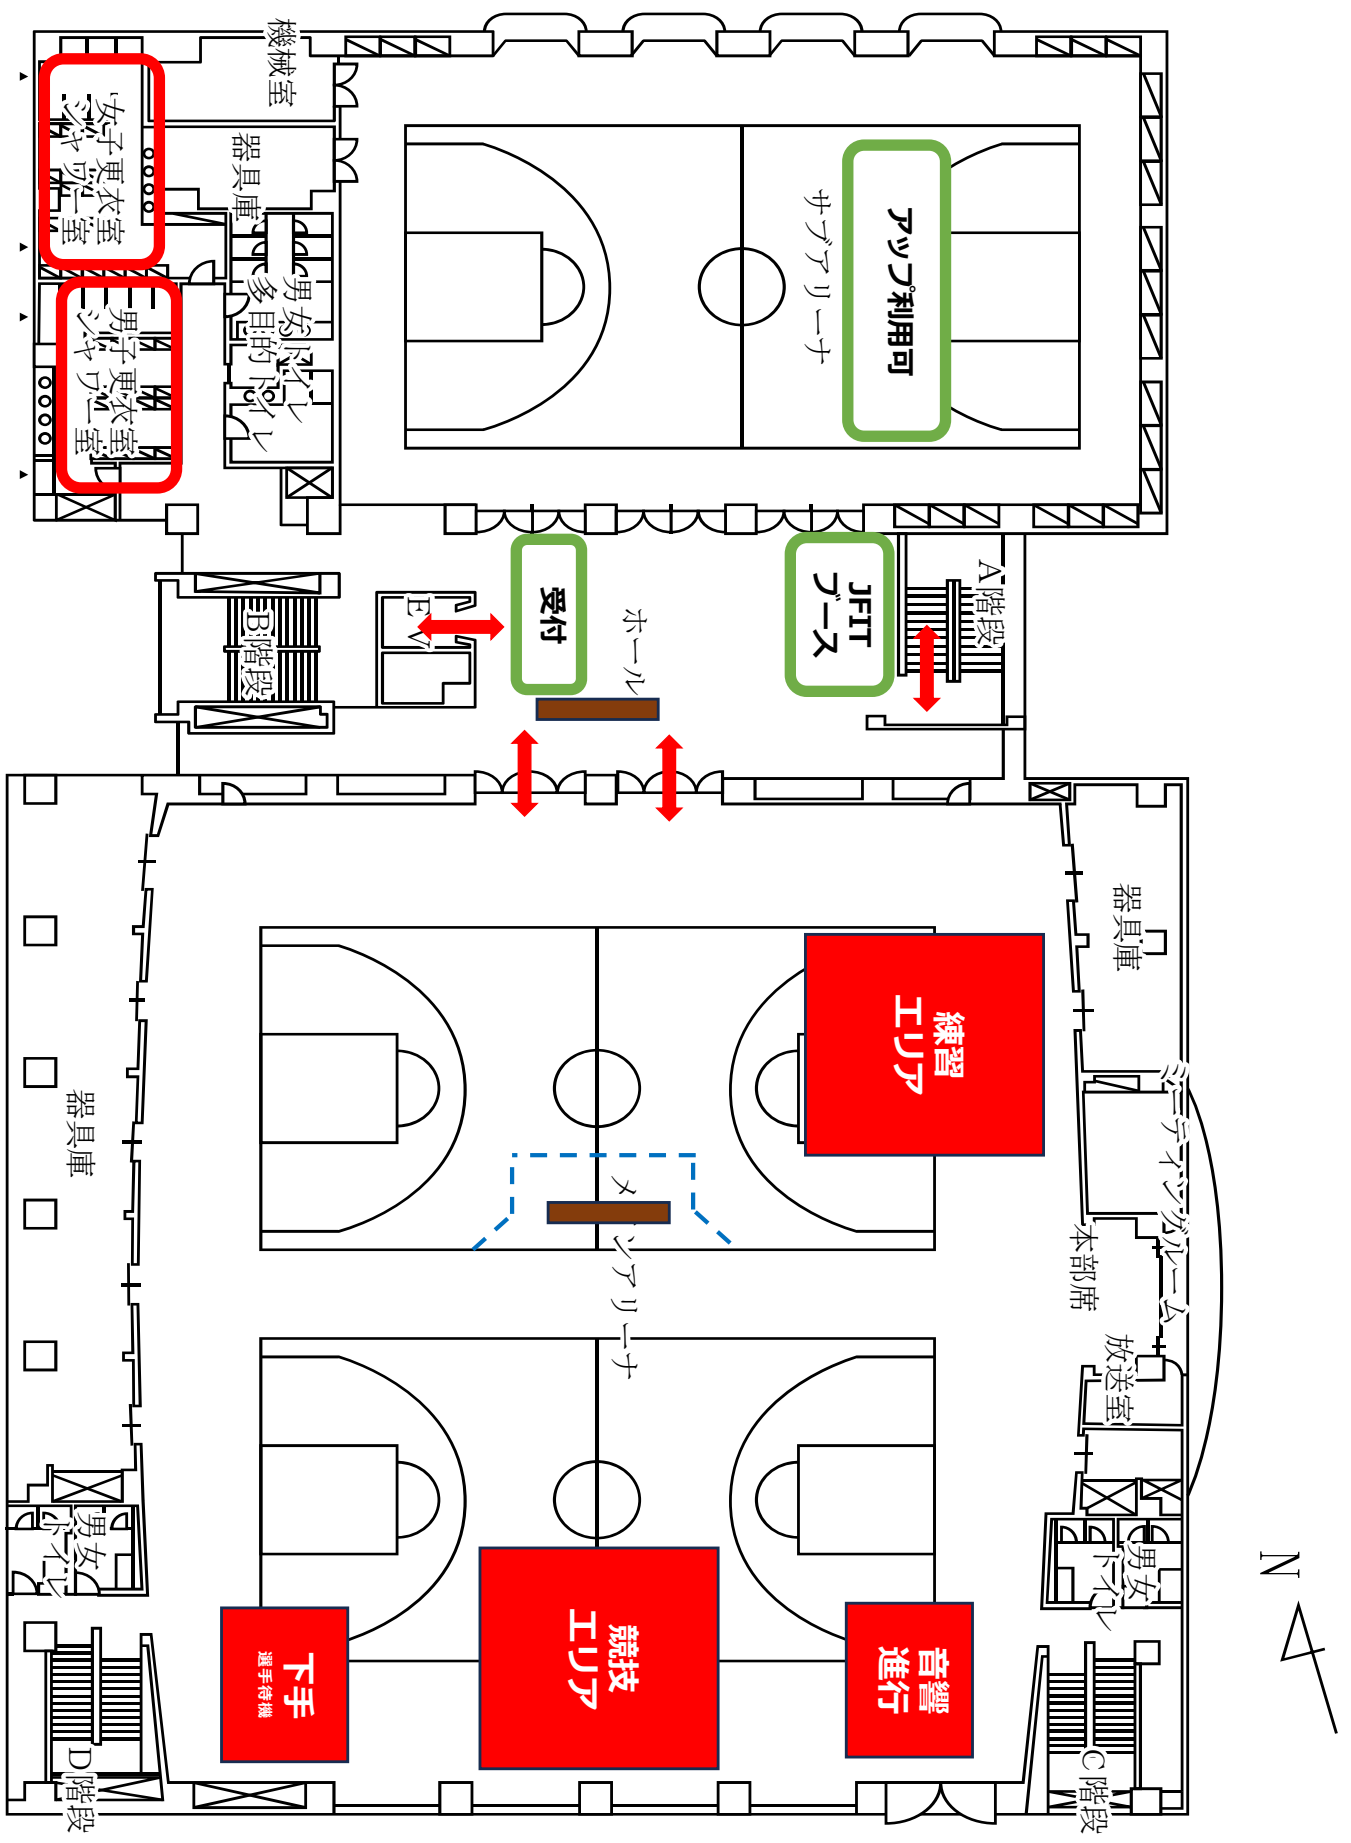 機械室
女子更衣室
シャワー室
器具庫
男子更衣室
シャワー室
男女トイレ
多目的トイレ
サブアリーナ
アップ利用可
A階段
JFIT
ブース
ホール
受付
EV
B階段
器具庫
練習
エリア
ミーティングルーム
器具庫
メインアリーナ
本部席
放送室
男女
トイレ
男女
トイレ
N
下手
選手待機
競技
エリア
音響
進行
D階段
C階段